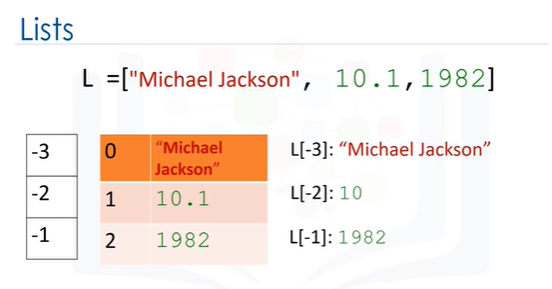 Lists
L =["Michael Jackson", 10.1,1982]
-3 0 “Michael Jackson” L[-3]: “Michael Jackson”
-2 1 10.1 L[-2]: 10
-1 2 1982 L[-1]: 1982